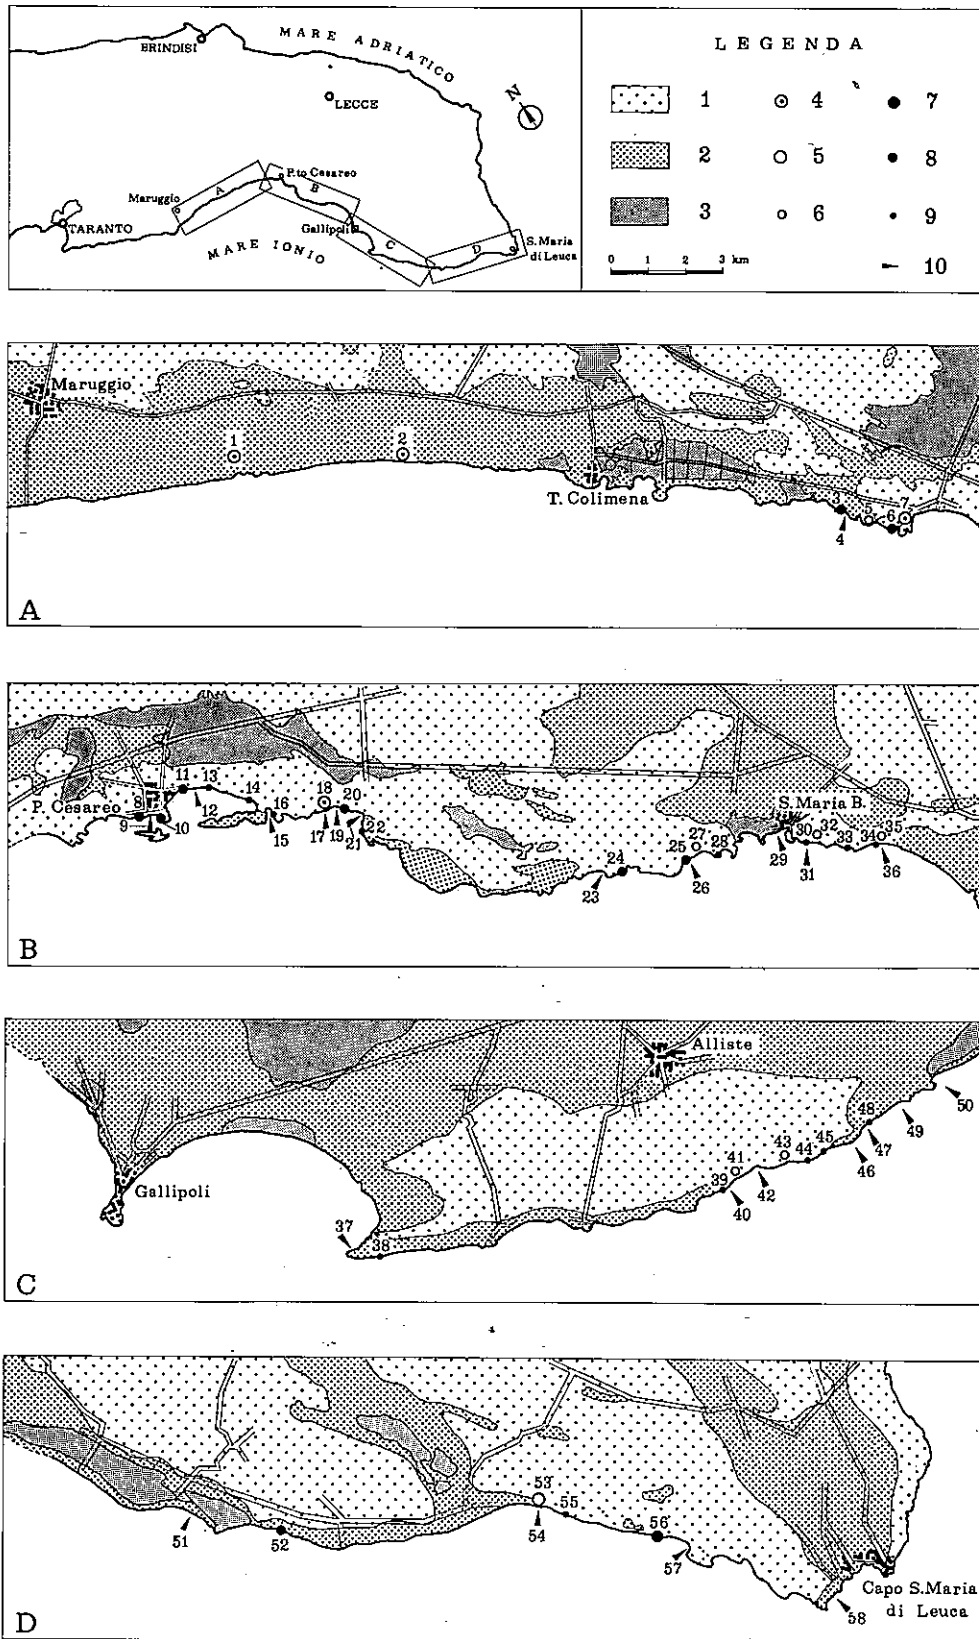 MARE ADRIATICO
BRINDISI
LECCE
N
P.to Cesareo
A
B
Maruggio
TARANTO
Gallipoli
MARE IONIO
C
D
S. Maria
di Leuca
LEGENDA
1 4 7
2 5 8
3 6 9
0 1 2 3 km
10
Maruggio
1 2
T. Colimena
3 5 6 7
4
A
P. Cesareo
8 11 13 14 16 18 20
9 10 12 15 17 19 21 22
S. Maria B.
24 25 27 28 30 32 33 34 35
23 26 29 31 36
B
Alliste
Gallipoli
37 38
39 41 43 44 45 48
40 42 46 47 49 50
C
53 55 56
51 52 54 57 58
Capo S. Maria
di Leuca
D